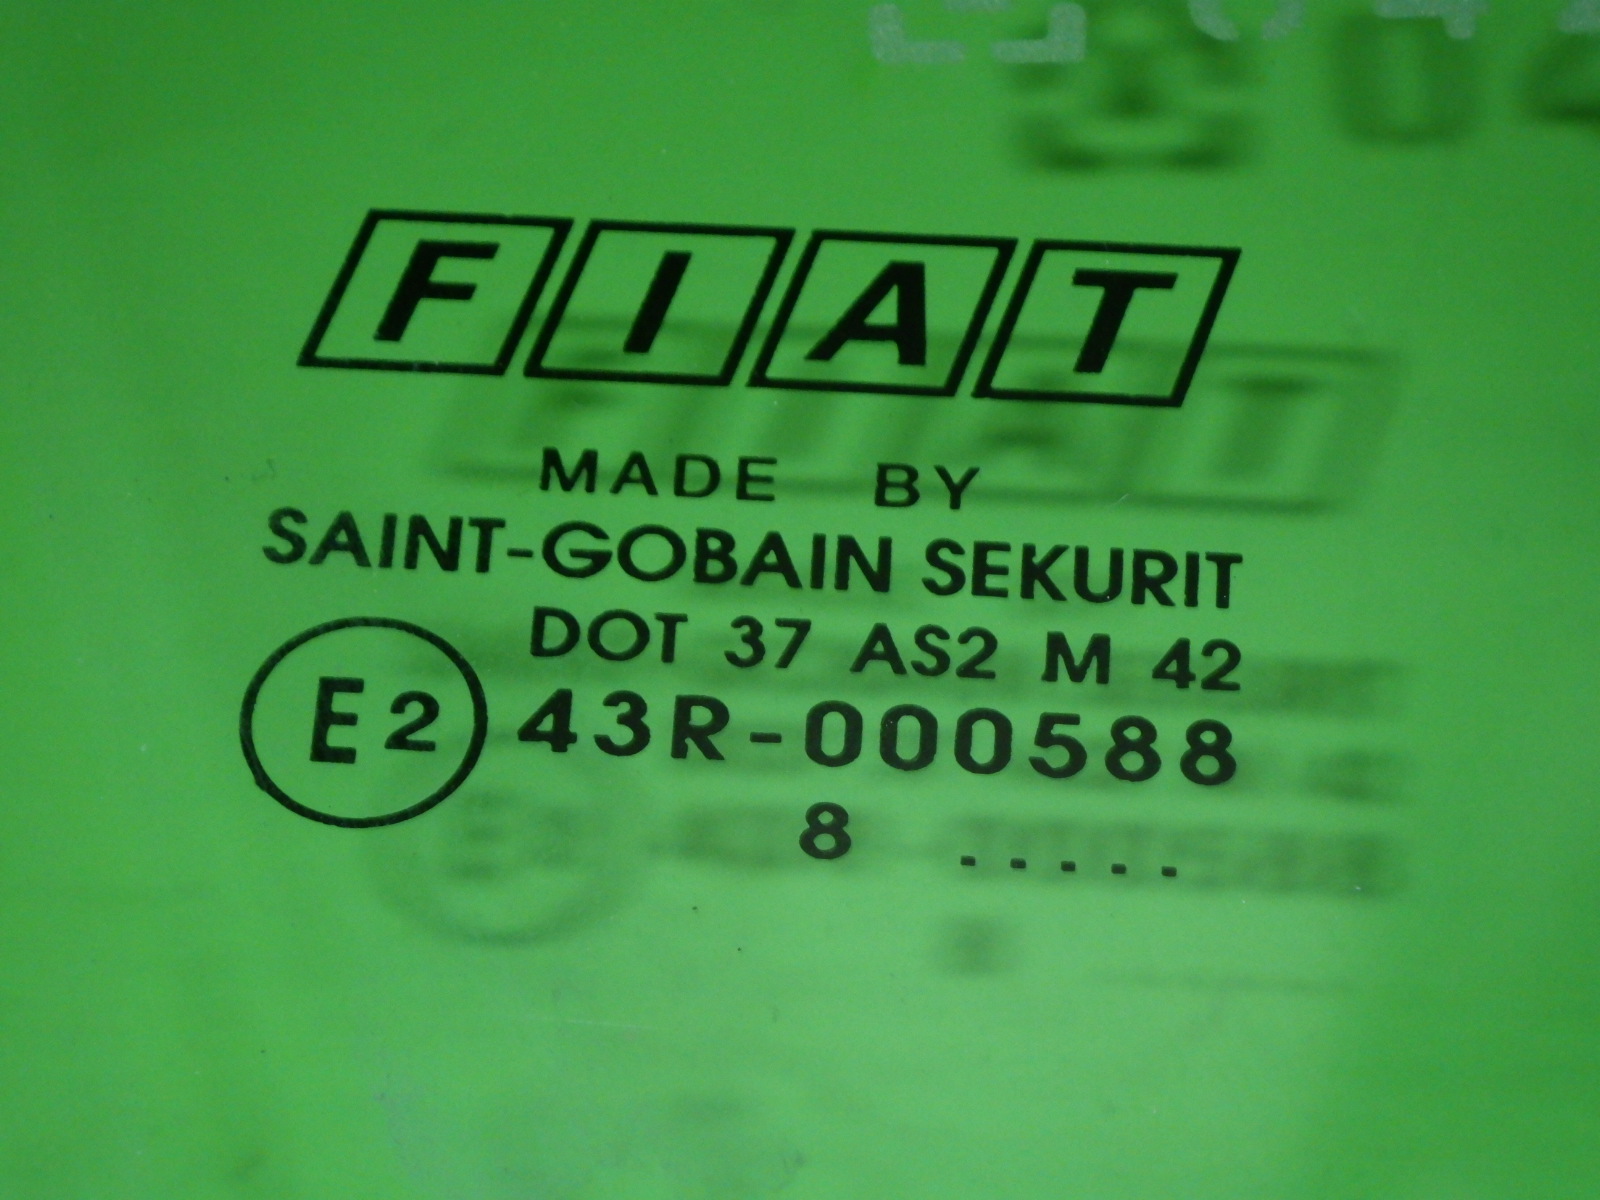 FIAT
MADE BY
SAINT-GOBAIN SEKURIT
DOT 37 AS2 M 42
E2 43R-000588
8 .....